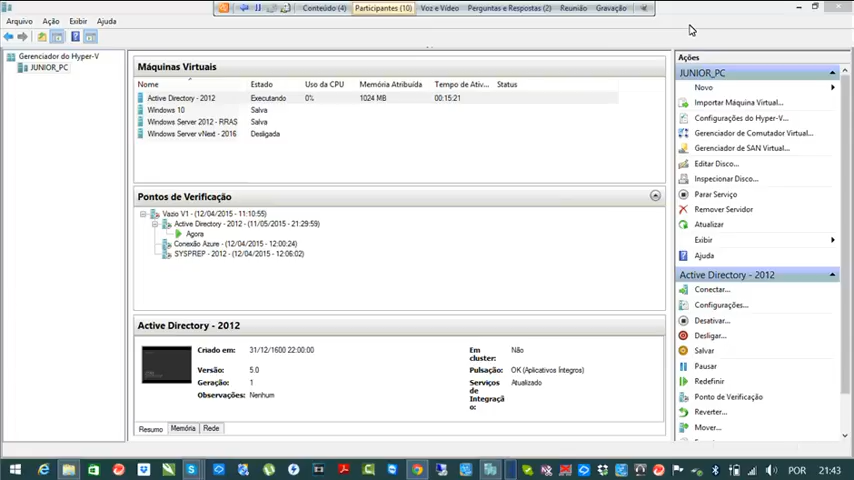 Conteúdo (4) Participantes (10) Voz e Vídeo Perguntas e Respostas (2) Reunião Gravação
Arquivo Ação Exibir Ajuda
Gerenciador do Hyper-V
JUNIOR_PC
Máquinas Virtuais
Nome Estado Uso da CPU Memória Atribuída Tempo de Ativ... Status
Active Directory - 2012 Executando 0% 1024 MB 00:15:21
Windows 10 Salva
Windows Server 2012 - RRAS Salva
Windows Server vNext - 2016 Desligada
Pontos de Verificação
Vazio V1 - (12/04/2015 - 11:10:55)
Active Directory - 2012 - (11/05/2015 - 21:29:59)
Agora
Conexão Azure - (12/04/2015 - 12:00:24)
SYSPREP - 2012 - (12/04/2015 - 12:06:02)
Active Directory - 2012
Criado em: 31/12/1600 22:00:00
Versão: 5.0
Geração: 1
Observações: Nenhum
Em cluster: Não
Pulsação: OK (Aplicativos Íntegros)
Serviços de Integração: Atualizado
Resumo Memória Rede
Ações
JUNIOR_PC
Novo
Importar Máquina Virtual...
Configurações do Hyper-V...
Gerenciador de Comutador Virtual...
Gerenciador de SAN Virtual...
Editar Disco...
Inspecionar Disco...
Parar Serviço
Remover Servidor
Atualizar
Exibir
Ajuda
Active Directory - 2012
Conectar...
Configurações...
Desativar...
Desligar...
Salvar
Pausar
Redefinir
Ponto de Verificação
Reverter...
Mover...
POR 21:43